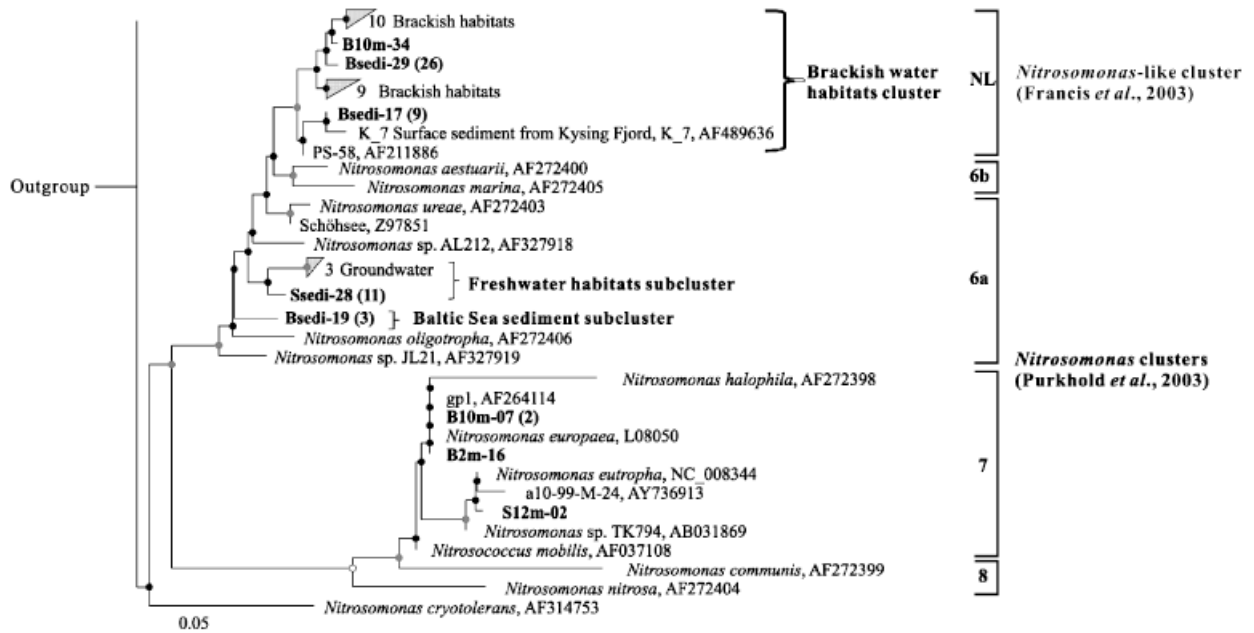 10 Brackish habitats
B10m-34
Bsedi-29 (26)
9 Brackish habitats
Bsedi-17 (9)
K_7 Surface sediment from Kysing Fjord, K_7, AF489636
PS-58, AF211886
Brackish water
habitats cluster
NL
Nitrosomonas-like cluster
(Francis et al., 2003)
Outgroup
Nitrosomonas aestuarii, AF272400
Nitrosomonas marina, AF272405
6b
Nitrosomonas ureae, AF272403
Schöhsee, Z97851
Nitrosomonas sp. AL212, AF327918
3 Groundwater
Ssedi-28 (11)
Freshwater habitats subcluster
Bsedi-19 (3)
Baltic Sea sediment subcluster
Nitrosomonas oligotropha, AF272406
Nitrosomonas sp. JL21, AF327919
6a
Nitrosomonas clusters
(Purkhold et al., 2003)
Nitrosomonas halophila, AF272398
gp1, AF264114
B10m-07 (2)
Nitrosomonas europaea, L08050
B2m-16
Nitrosomonas eutropha, NC_008344
a10-99-M-24, AY736913
S12m-02
Nitrosomonas sp. TK794, AB031869
Nitrosococcus mobilis, AF037108
7
Nitrosomonas communis, AF272399
Nitrosomonas nitrosa, AF272404
8
Nitrosomonas cryotolerans, AF314753
0.05